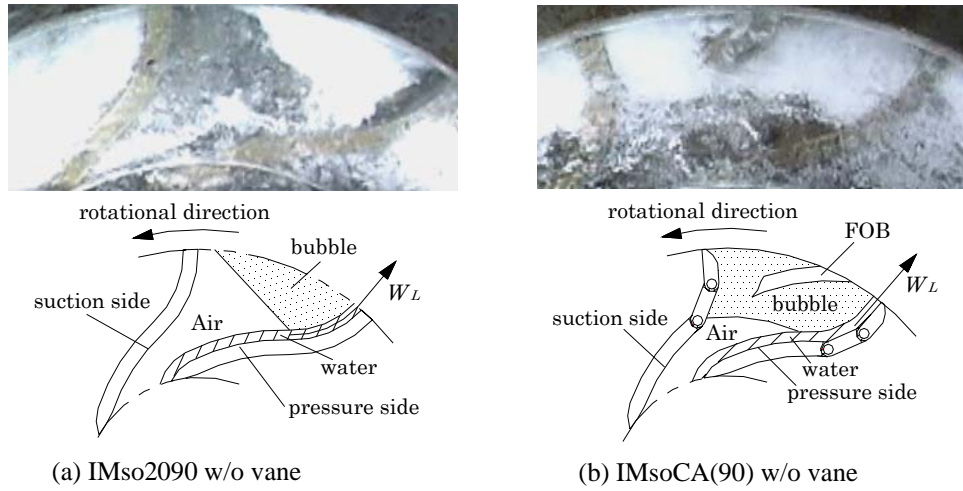 rotational direction
bubble
W_L
suction side
Air
water
pressure side
(a) IMso2090 w/o vane
rotational direction
FOB
W_L
bubble
suction side
Air
water
pressure side
(b) IMsoCA(90) w/o vane